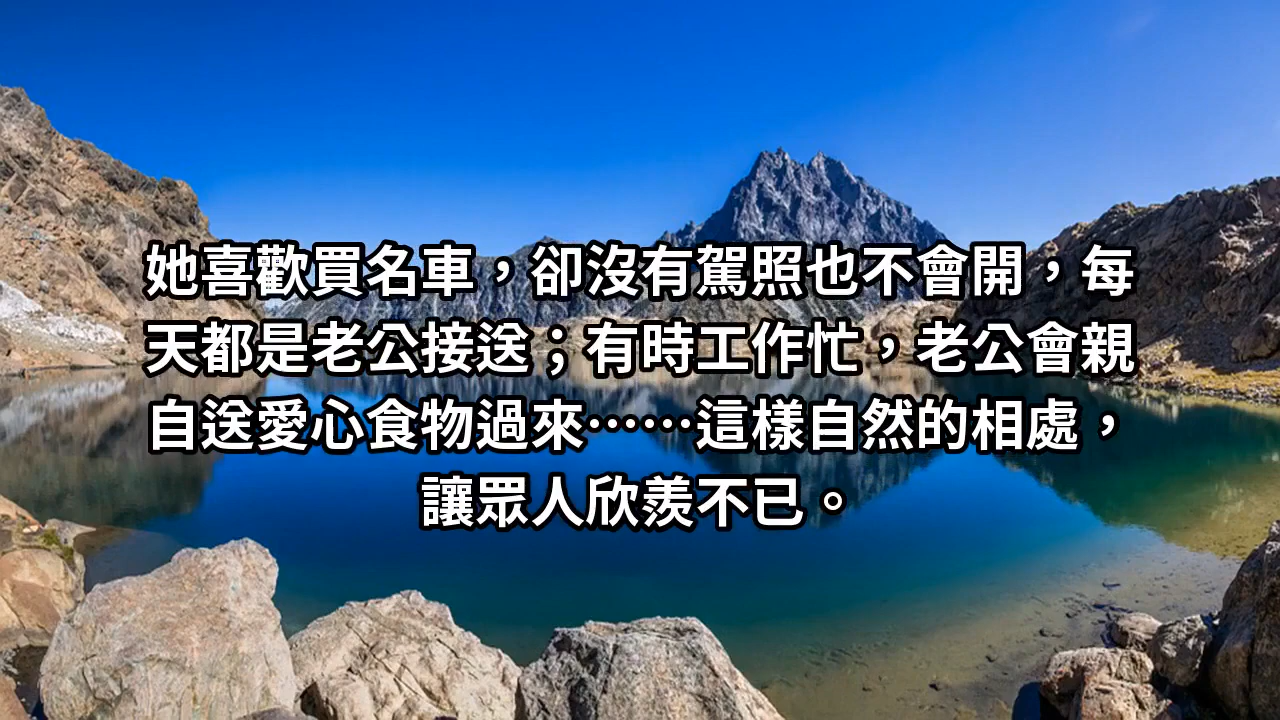 她喜歡買名車，卻沒有駕照也不會開，每
天都是老公接送；有時工作忙，老公會親
自送愛心食物過來⋯⋯這樣自然的相處，
讓眾人欣羨不已。